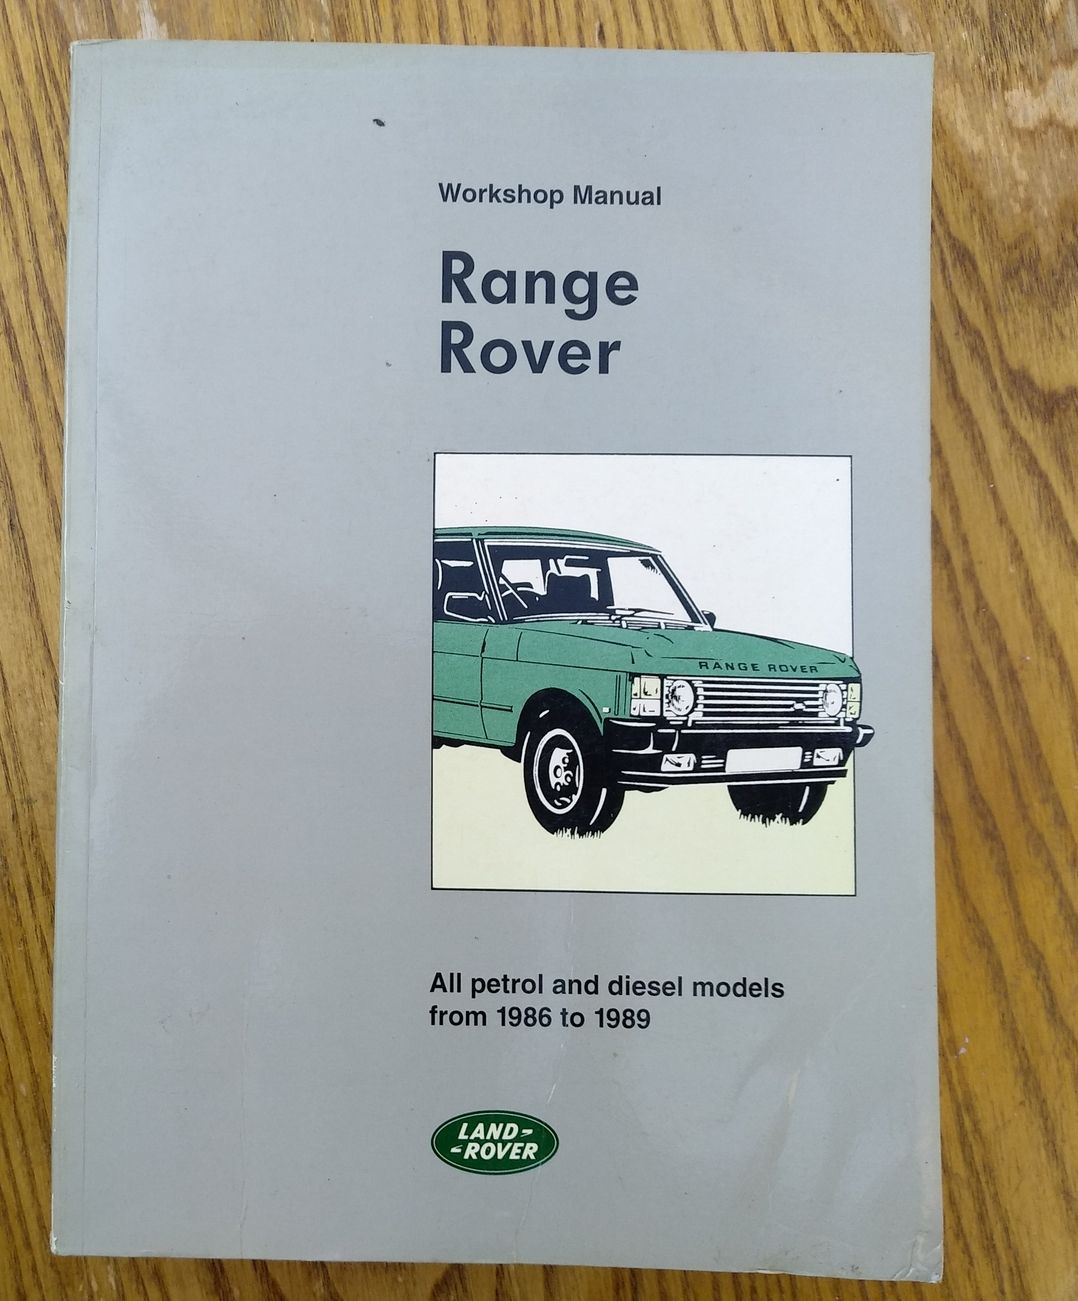 Workshop Manual
Range
Rover
RANGE ROVER
All petrol and diesel models
from 1986 to 1989
LAND-
-ROVER